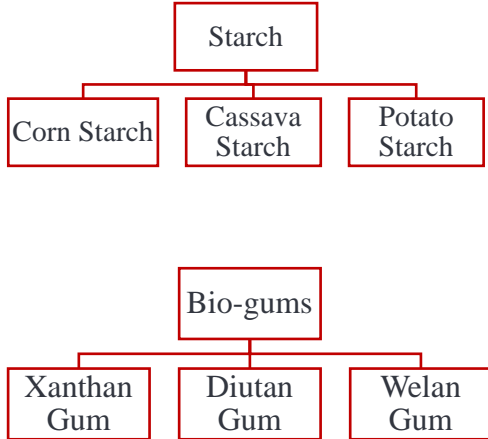 Starch
Corn Starch
Cassava
Starch
Potato
Starch
Bio-gums
Xanthan
Gum
Diutan
Gum
Welan
Gum